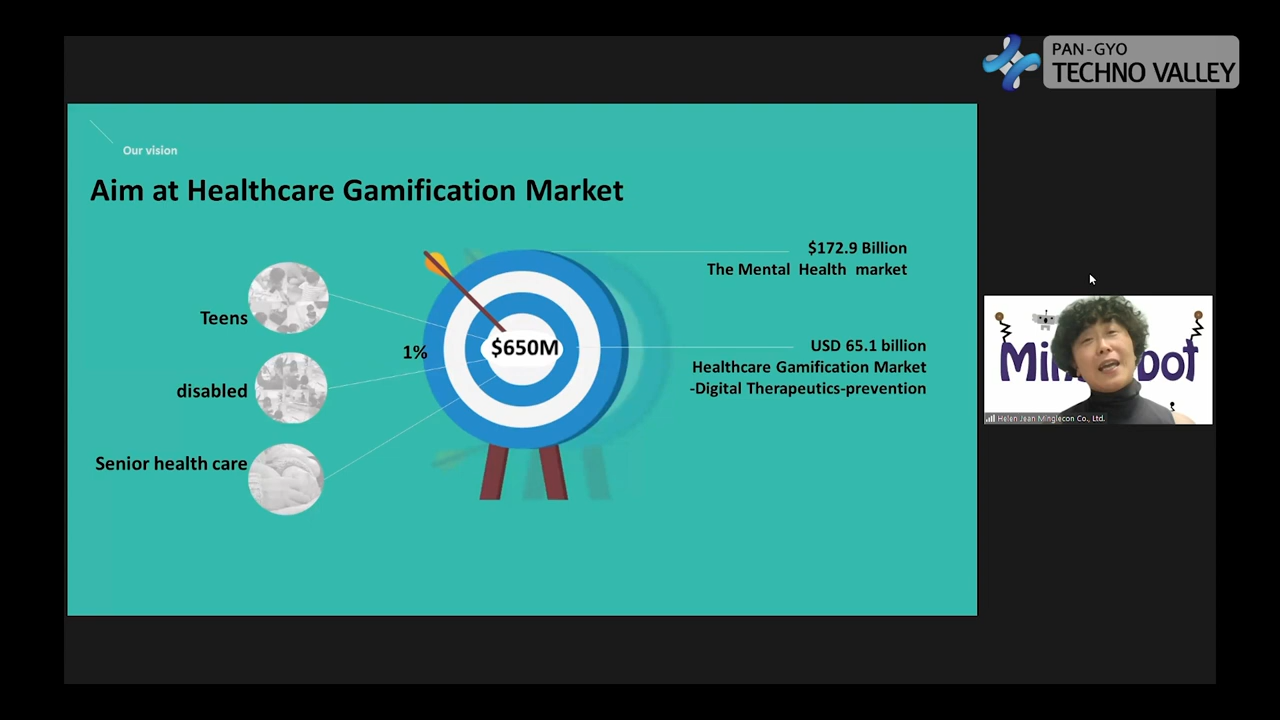 PAN-GYO
TECHNO VALLEY
Our vision
Aim at Healthcare Gamification Market
$172.9 Billion
The Mental Health market
Teens
1%
$650M
USD 65.1 billion
Healthcare Gamification Market
-Digital Therapeutics-prevention
disabled
Senior health care
Helen Jean Minglecon Co., Ltd.